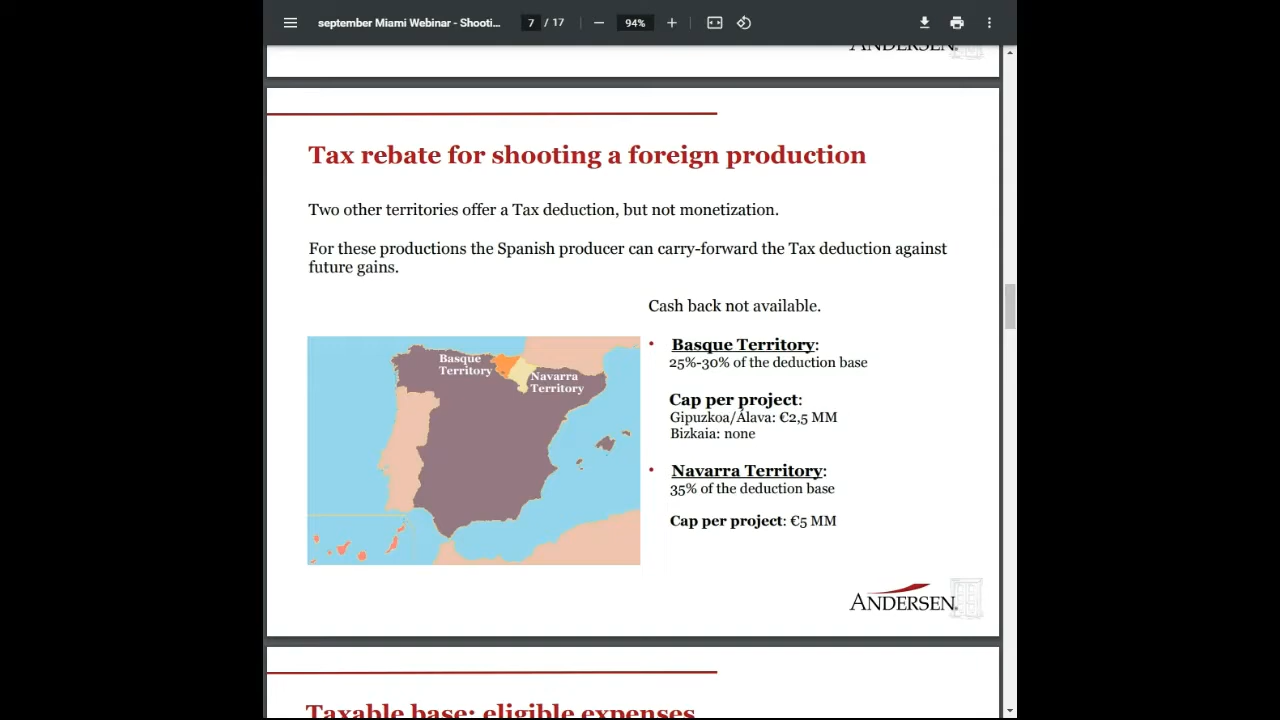 september Miami Webinar - Shooti...
7 / 17
94%
ANDERSEN
Tax rebate for shooting a foreign production
Two other territories offer a Tax deduction, but not monetization.
For these productions the Spanish producer can carry-forward the Tax deduction against
future gains.
Cash back not available.
Basque
Territory
Navarra
Territory
• Basque Territory:
25%-30% of the deduction base
Cap per project:
Gipuzkoa/Álava: €2,5 MM
Bizkaia: none
• Navarra Territory:
35% of the deduction base
Cap per project: €5 MM
ANDERSEN
Taxable base: eligible expenses